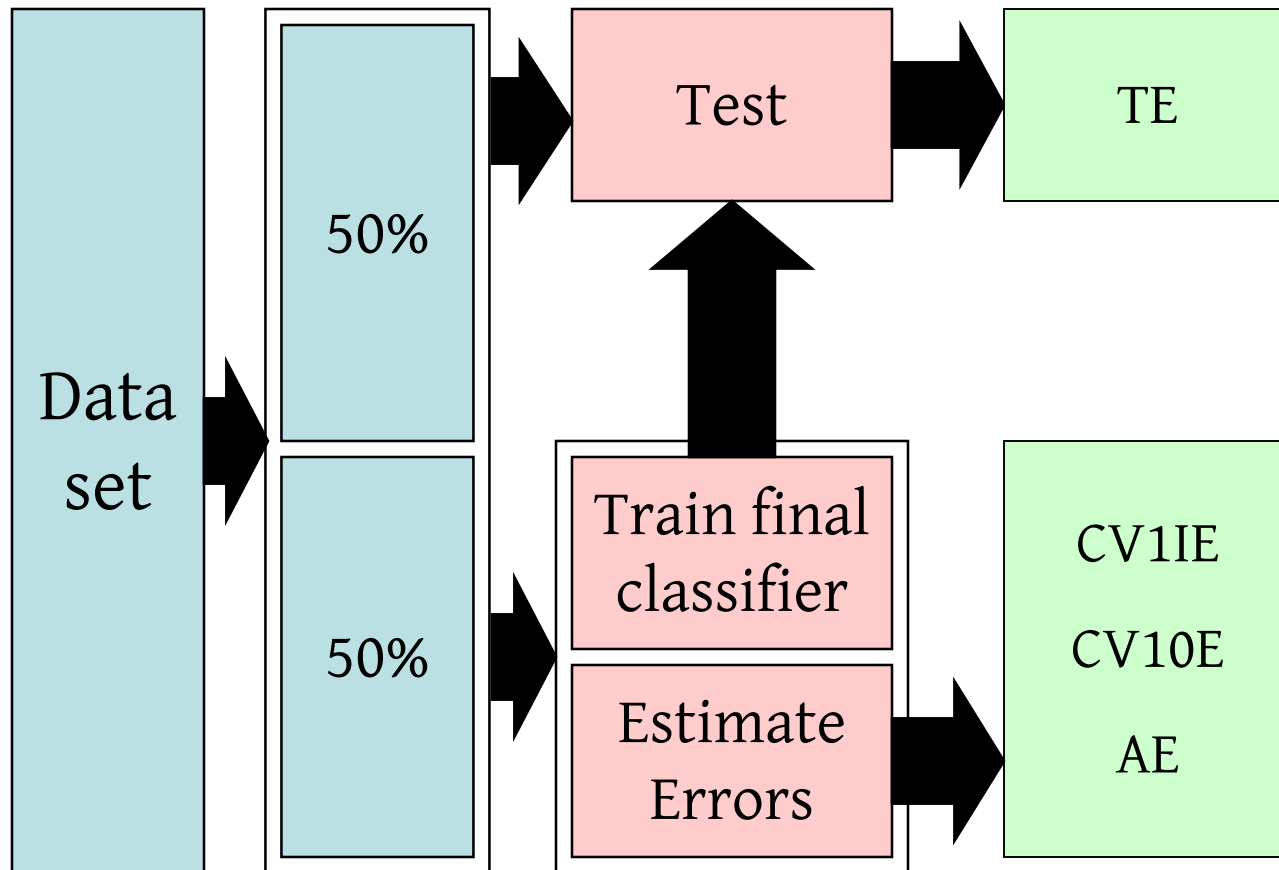 Data
set
50%
50%
Test
Train final
classifier
Estimate
Errors
TE
CV1IE
CV10E
AE